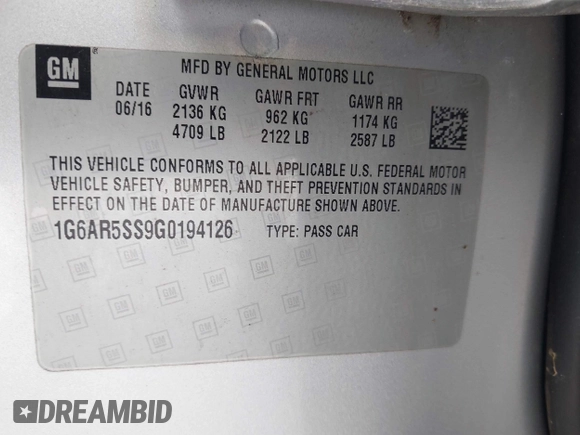 GM
®
MFD BY GENERAL MOTORS LLC
DATE GVWR GAWR FRT GAWR RR
06/16 2136 KG 962 KG 1174 KG
4709 LB 2122 LB 2587 LB
THIS VEHICLE CONFORMS TO ALL APPLICABLE U.S. FEDERAL MOTOR
VEHICLE SAFETY, BUMPER, AND THEFT PREVENTION STANDARDS IN
EFFECT ON THE DATE OF MANUFACTURE SHOWN ABOVE.
1G6AR5SS9G0194126 TYPE: PASS CAR
DREAMBID